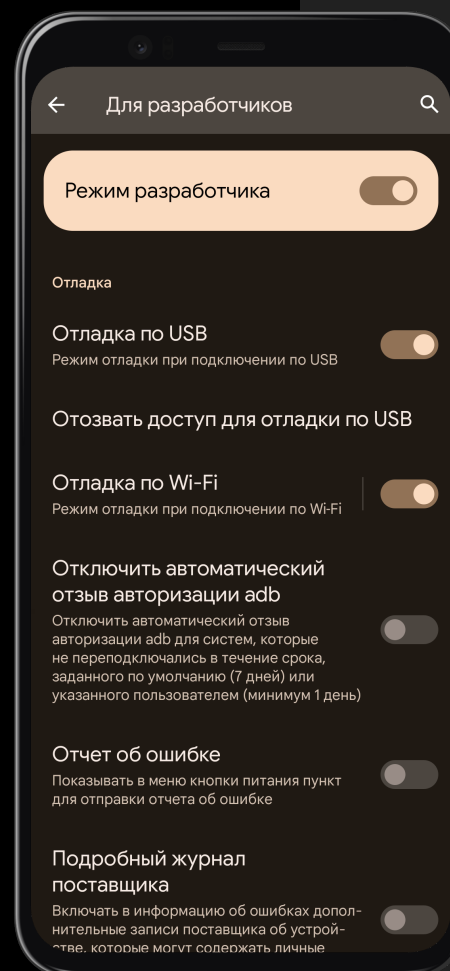 Для разработчиков
Режим разработчика
Отладка
Отладка по USB
Режим отладки при подключении по USB
Отозвать доступ для отладки по USB
Отладка по Wi-Fi
Режим отладки при подключении по Wi-Fi
Отключить автоматический
отзыв авторизации adb
Отключить автоматический отзыв
авторизации adb для систем, которые
не переподключались в течение срока,
заданного по умолчанию (7 дней) или
указанного пользователем (минимум 1 день)
Отчет об ошибке
Показывать в меню кнопки питания пункт
для отправки отчета об ошибке
Подробный журнал
поставщика
Включать в информацию об ошибках допол-
нительные записи поставщика об устрой-
стве, которые могут содержать личные